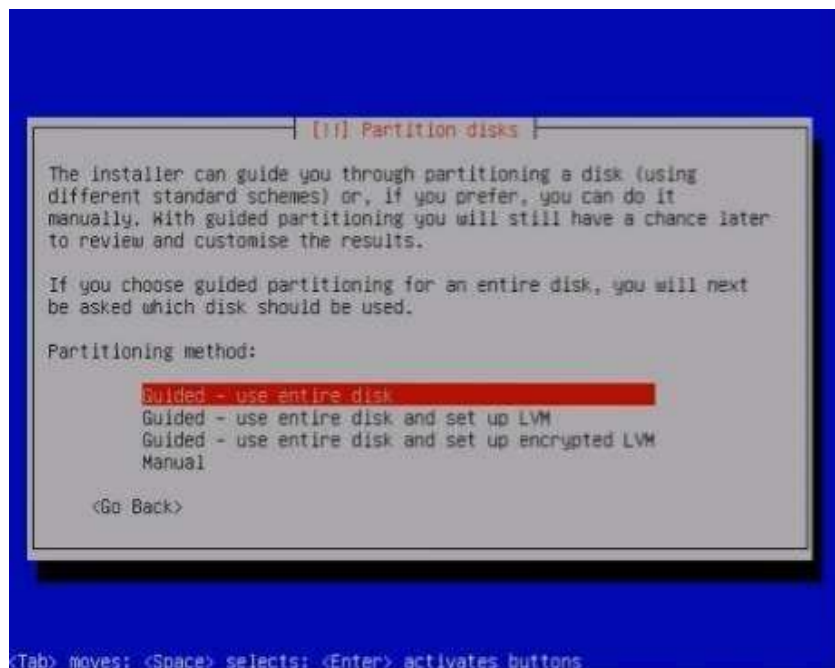 [!!] Partition disks
The installer can guide you through partitioning a disk (using
different standard schemes) or, if you prefer, you can do it
manually. With guided partitioning you will still have a chance later
to review and customise the results.
If you choose guided partitioning for an entire disk, you will next
be asked which disk should be used.
Partitioning method:
Guided - use entire disk
Guided - use entire disk and set up LVM
Guided - use entire disk and set up encrypted LVM
Manual
<Go Back>
<Tab> moves; <Space> selects; <Enter> activates buttons